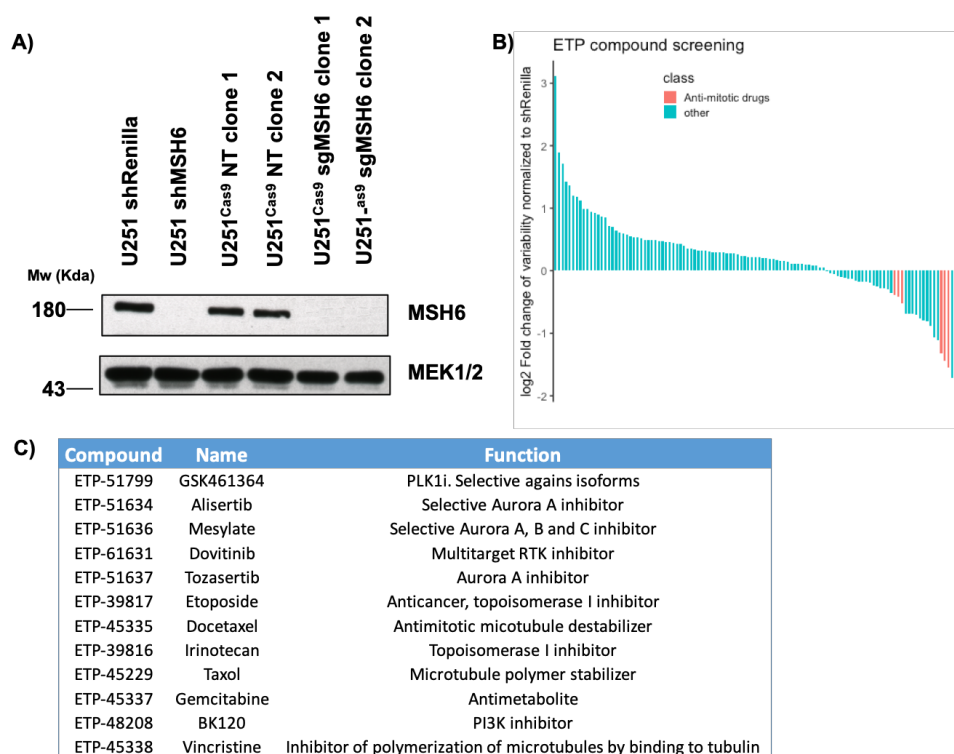 A)
U251 shRenilla
U251 shMSH6
U251Cas9 NT clone 1
U251Cas9 NT clone 2
U251Cas9 sgMSH6 clone 1
U251-as9 sgMSH6 clone 2
Mw (Kda)
180
MSH6
43
MEK1/2
B)
ETP compound screening
log2 Fold change of variability normalized to shRenilla
class
Anti-mitotic drugs
other
3
2
1
0
-1
-2
C)
Compound Name Function
ETP-51799 GSK461364 PLK1i. Selective agains isoforms
ETP-51634 Alisertib Selective Aurora A inhibitor
ETP-51636 Mesylate Selective Aurora A, B and C inhibitor
ETP-61631 Dovitinib Multitarget RTK inhibitor
ETP-51637 Tozasertib Aurora A inhibitor
ETP-39817 Etoposide Anticancer, topoisomerase I inhibitor
ETP-45335 Docetaxel Antimitotic micotubule destabilizer
ETP-39816 Irinotecan Topoisomerase I inhibitor
ETP-45229 Taxol Microtubule polymer stabilizer
ETP-45337 Gemcitabine Antimetabolite
ETP-48208 BK120 PI3K inhibitor
ETP-45338 Vincristine Inhibitor of polymerization of microtubules by binding to tubulin